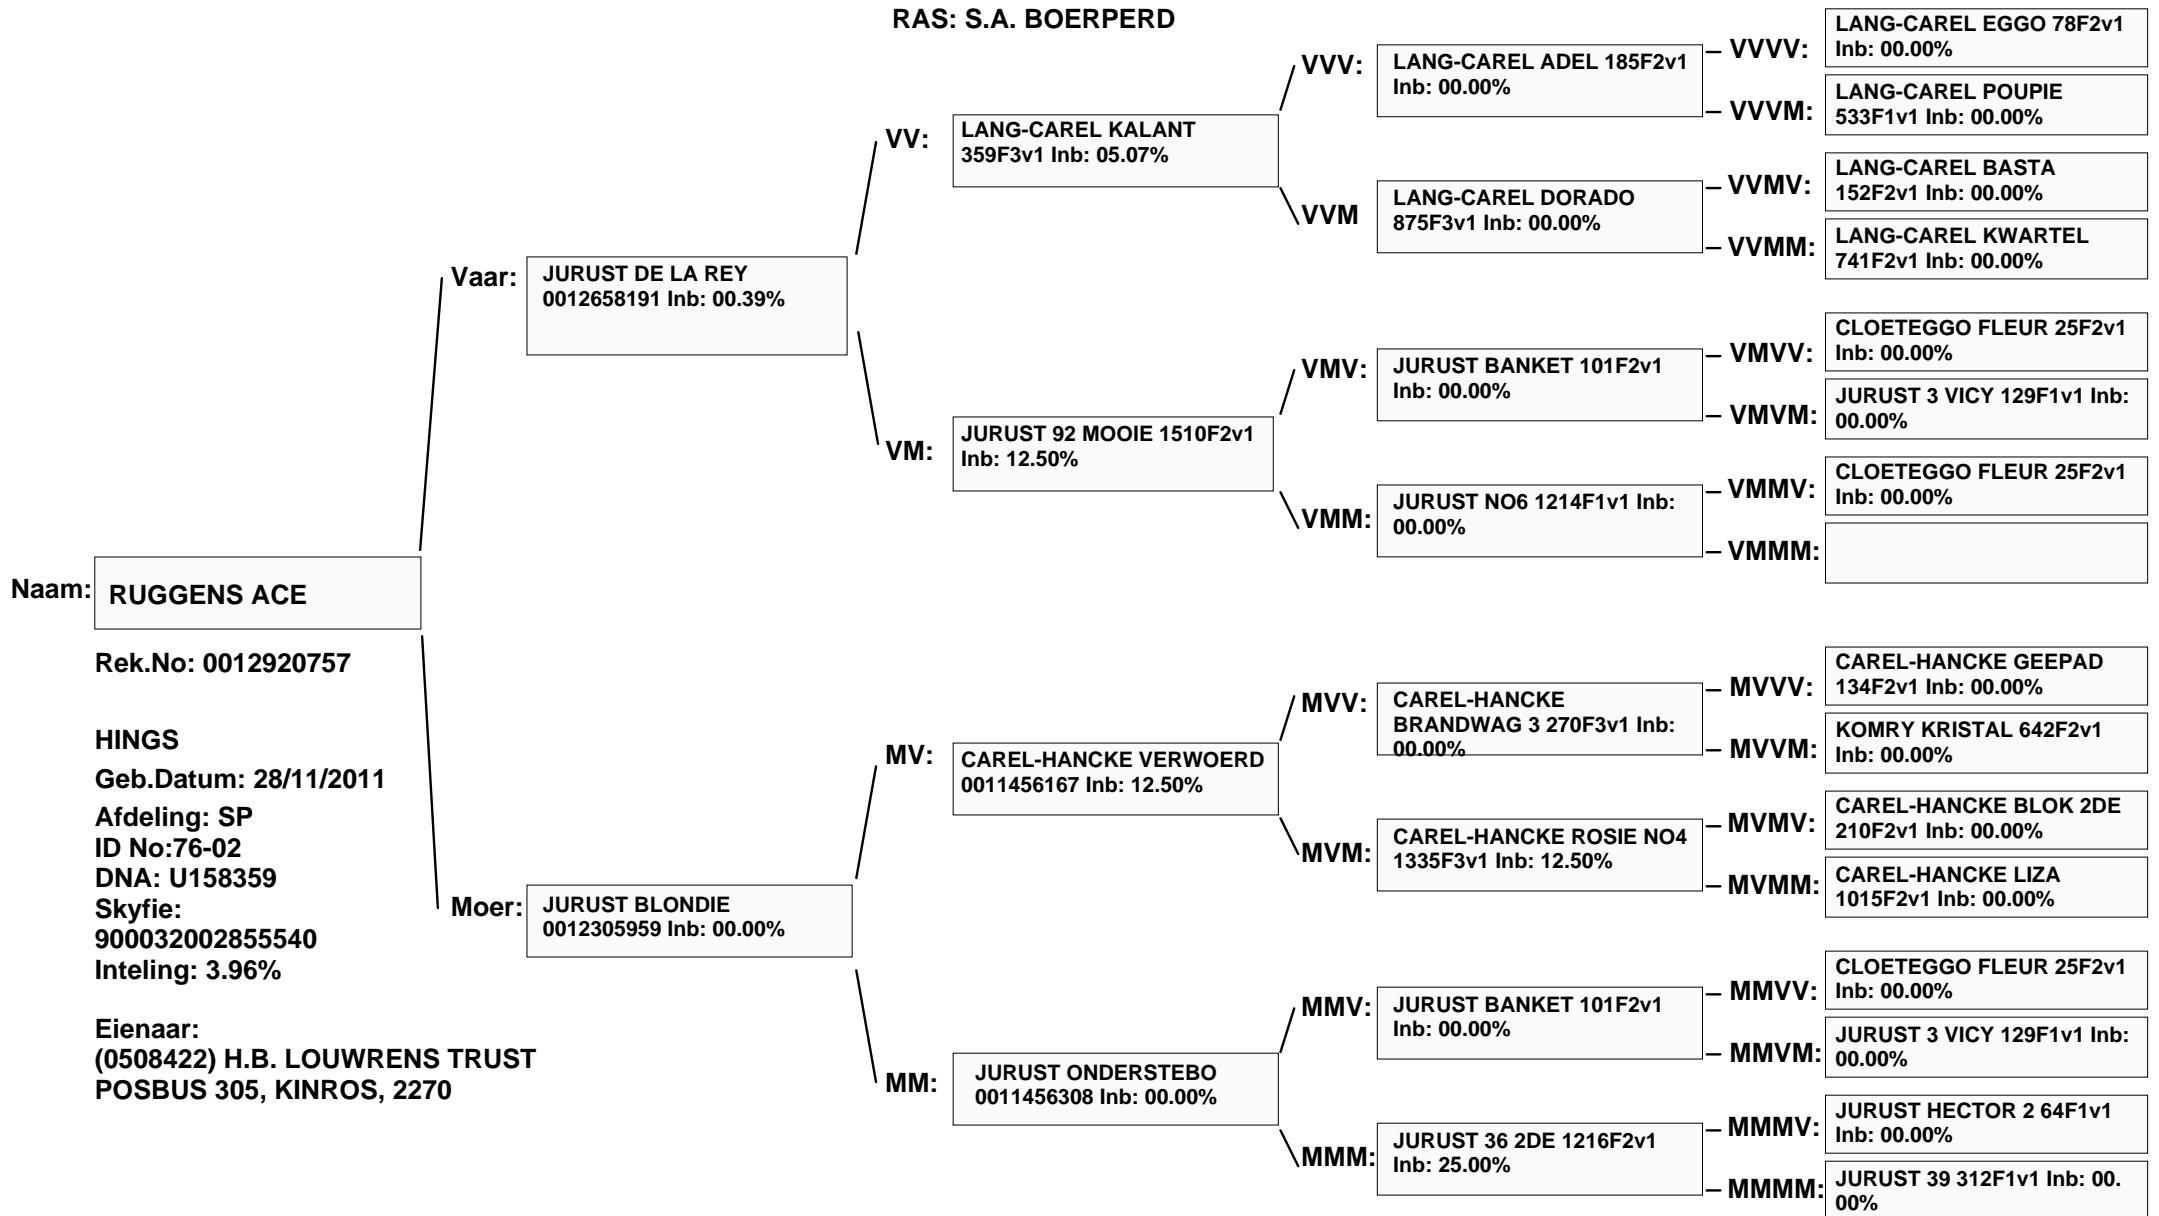 RAS: S.A. BOERPERD
Naam:
RUGGENS ACE
Rek.No: 0012920757
HINGS
Geb.Datum: 28/11/2011
Afdeling: SP
ID No:76-02
DNA: U158359
Skyfie:
900032002855540
Inteling: 3.96%
Eienaar:
(0508422) H.B. LOUWRENS TRUST
POSBUS 305, KINROS, 2270
Vaar:
JURUST DE LA REY
0012658191 Inb: 00.39%
Moer:
JURUST BLONDIE
0012305959 Inb: 00.00%
VV:
LANG-CAREL KALANT
359F3v1 Inb: 05.07%
VM:
JURUST 92 MOOIE 1510F2v1
Inb: 12.50%
MV:
CAREL-HANCKE VERWOERD
0011456167 Inb: 12.50%
MM:
JURUST ONDERSTEBO
0011456308 Inb: 00.00%
VVV:
LANG-CAREL ADEL 185F2v1
Inb: 00.00%
VVM
LANG-CAREL DORADO
875F3v1 Inb: 00.00%
VMV:
JURUST BANKET 101F2v1
Inb: 00.00%
VMM:
JURUST NO6 1214F1v1 Inb:
00.00%
MVV:
CAREL-HANCKE
BRANDWAG 3 270F3v1 Inb:
00.00%
MVM:
CAREL-HANCKE ROSIE NO4
1335F3v1 Inb: 12.50%
MMV:
JURUST BANKET 101F2v1
Inb: 00.00%
MMM:
JURUST 36 2DE 1216F2v1
Inb: 25.00%
VVVV:
LANG-CAREL EGGO 78F2v1
Inb: 00.00%
VVVM:
LANG-CAREL POUPIE
533F1v1 Inb: 00.00%
VVMV:
LANG-CAREL BASTA
152F2v1 Inb: 00.00%
VVMM:
LANG-CAREL KWARTEL
741F2v1 Inb: 00.00%
VMVV:
CLOETEGGO FLEUR 25F2v1
Inb: 00.00%
VMVM:
JURUST 3 VICY 129F1v1 Inb:
00.00%
VMMV:
CLOETEGGO FLEUR 25F2v1
Inb: 00.00%
VMMM:
MVVV:
CAREL-HANCKE GEEPAD
134F2v1 Inb: 00.00%
MVVM:
KOMRY KRISTAL 642F2v1
Inb: 00.00%
MVMV:
CAREL-HANCKE BLOK 2DE
210F2v1 Inb: 00.00%
MVMM:
CAREL-HANCKE LIZA
1015F2v1 Inb: 00.00%
MMVV:
CLOETEGGO FLEUR 25F2v1
Inb: 00.00%
MMVM:
JURUST 3 VICY 129F1v1 Inb:
00.00%
MMMV:
JURUST HECTOR 2 64F1v1
Inb: 00.00%
MMMM:
JURUST 39 312F1v1 Inb: 00.
00%